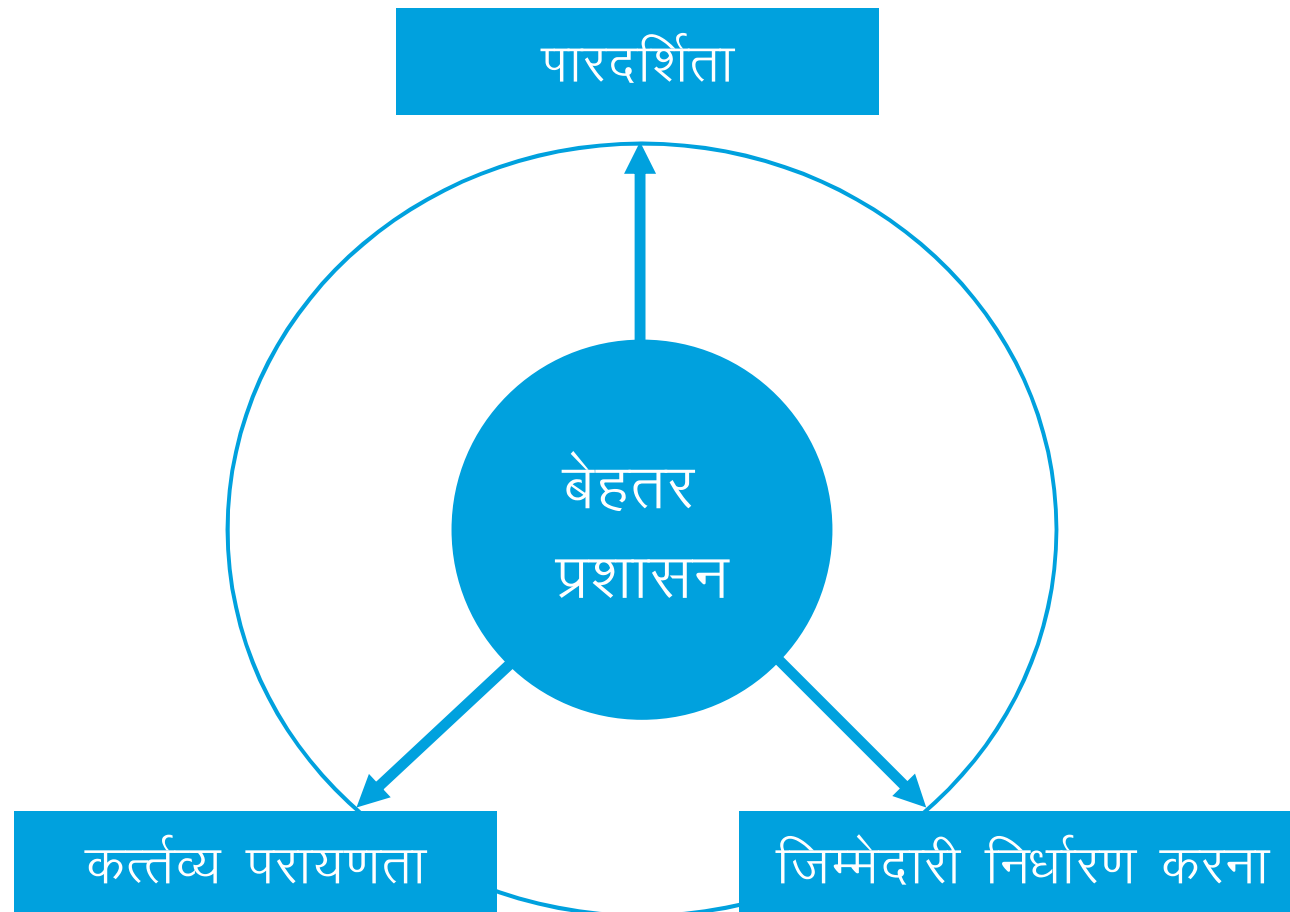 पारदर्शिता
बेहतर
प्रशासन
कर्त्तव्य परायणता
जिम्मेदारी निर्धारण करना